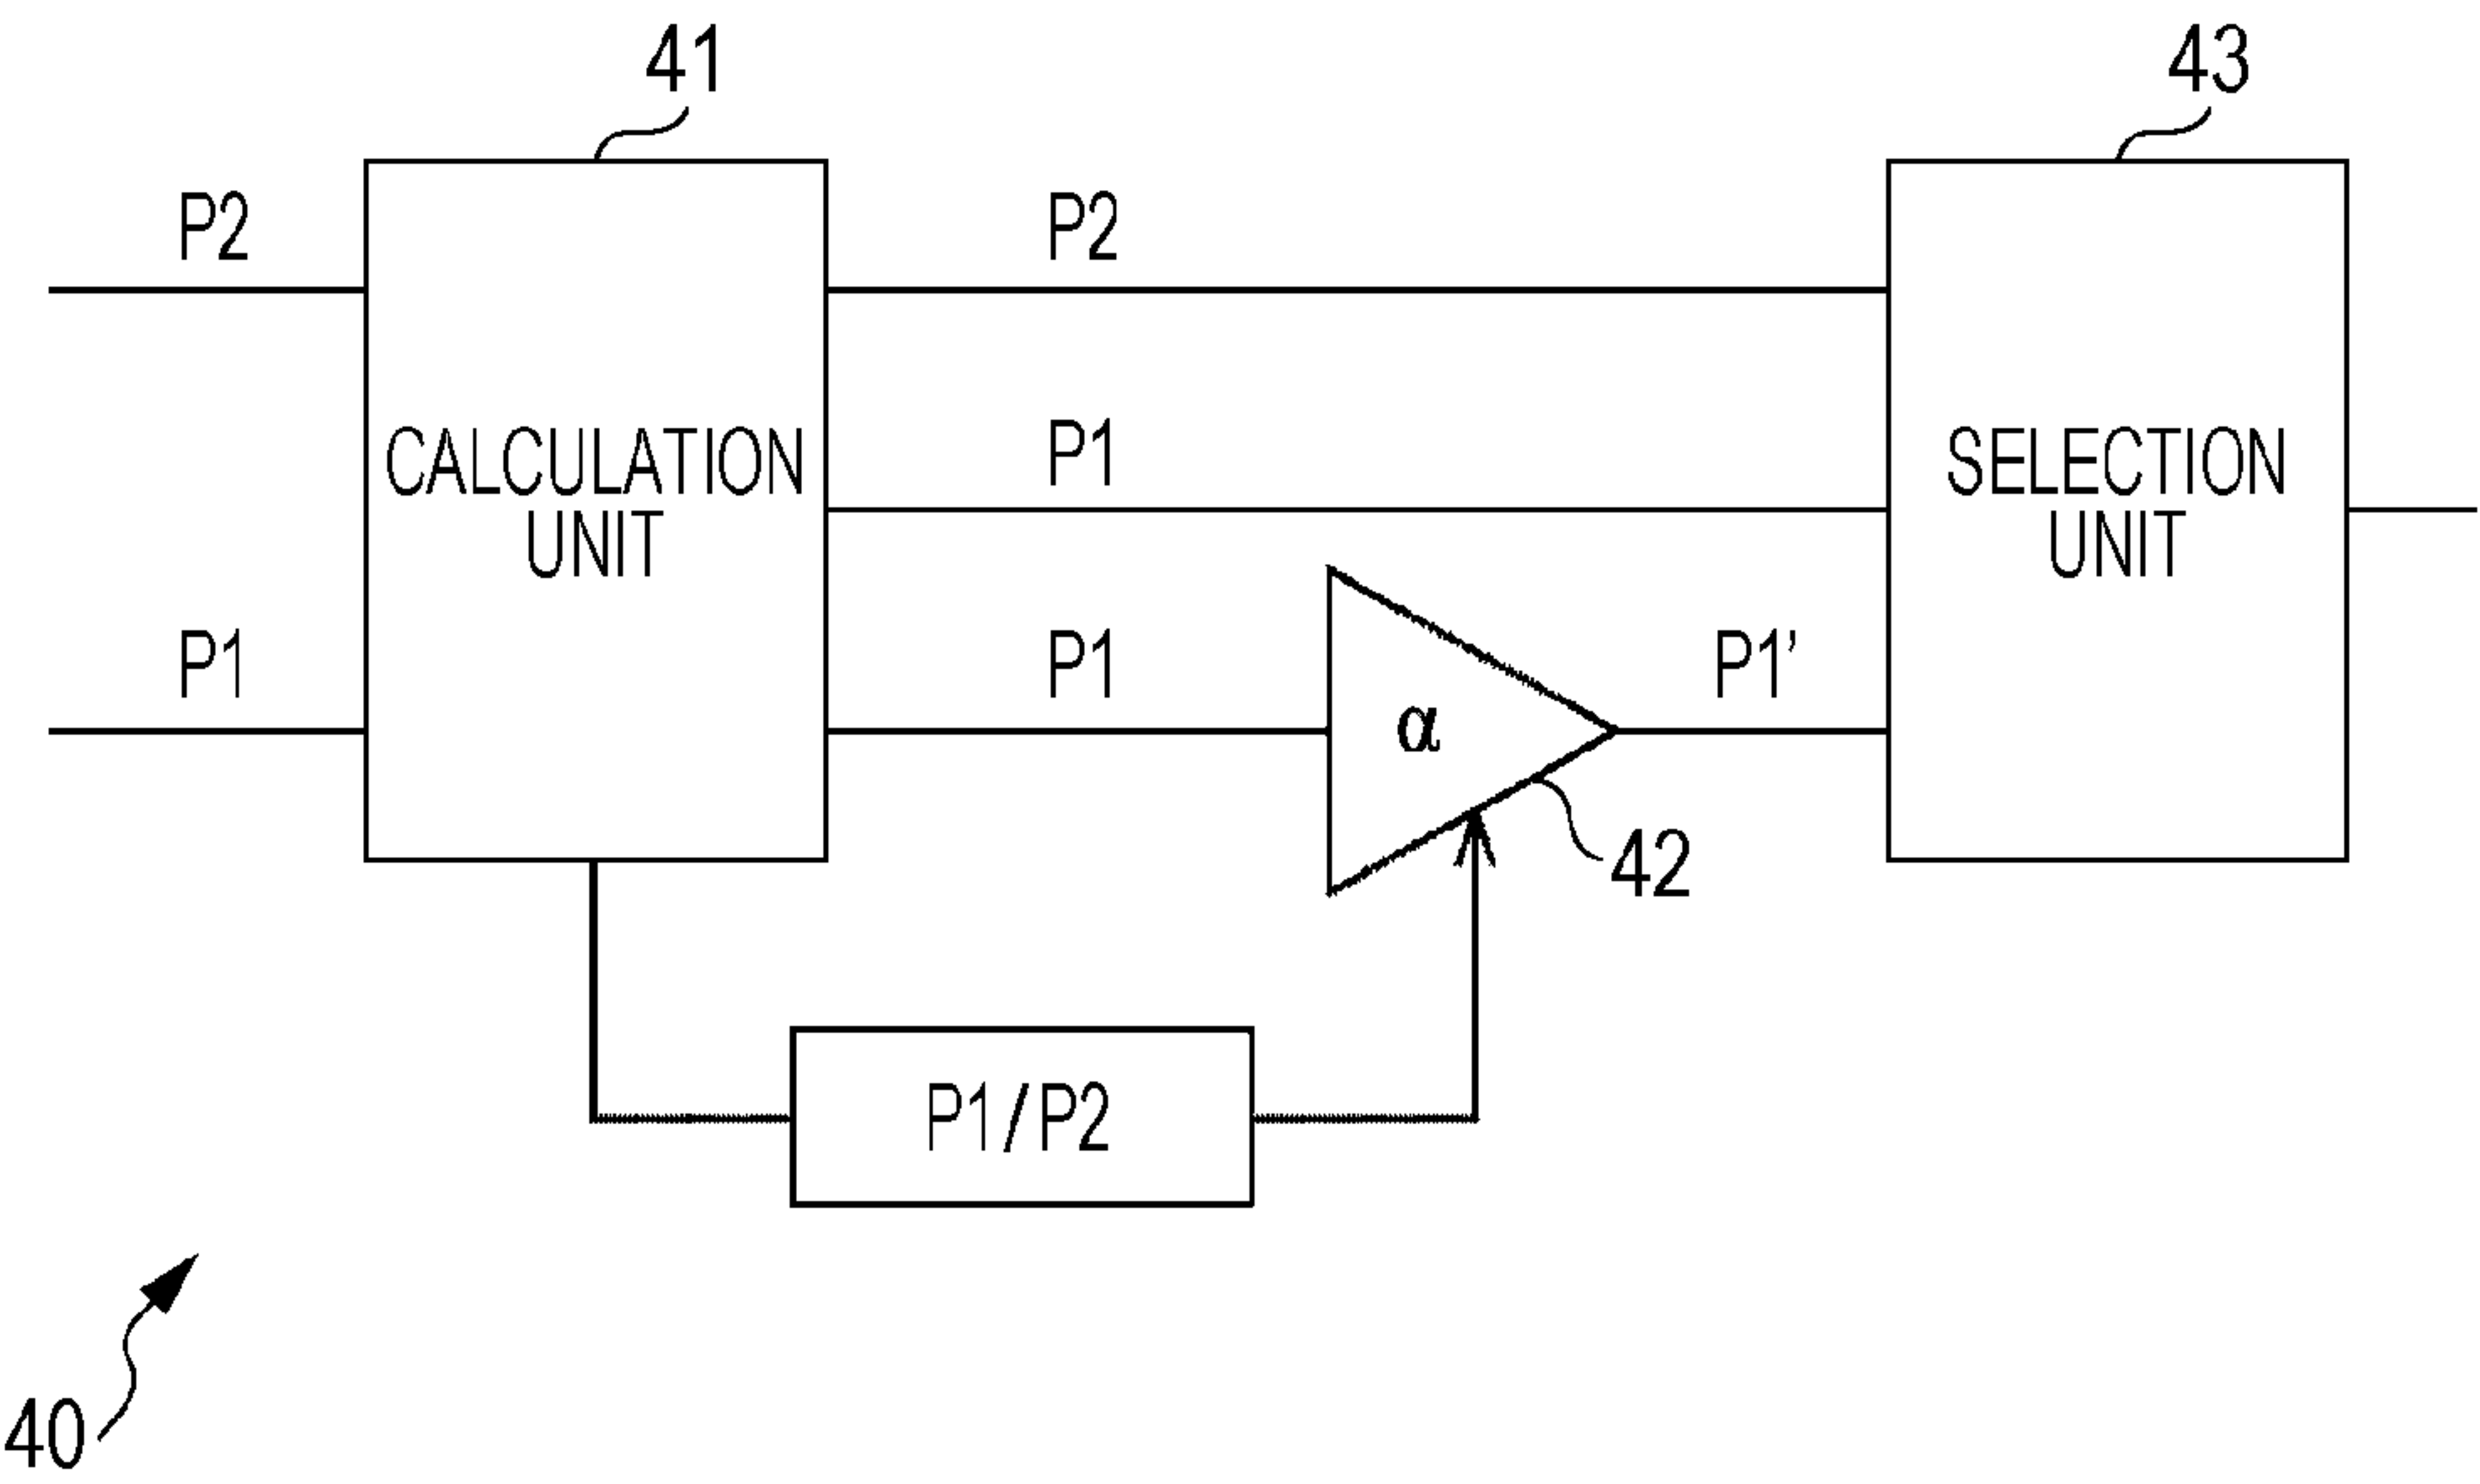 41
43
P2
P2
P1
CALCULATION
UNIT
SELECTION
UNIT
P1
P1
P1’
α
42
P1/P2
40